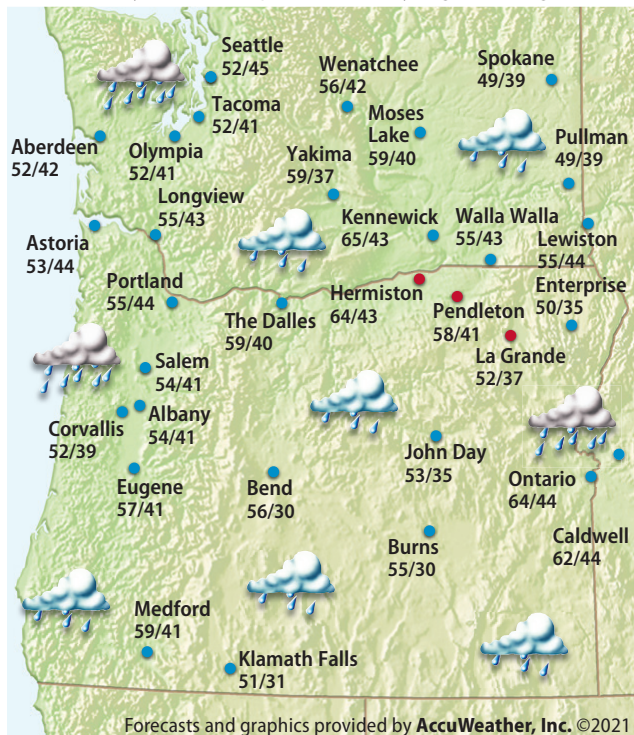 Seattle
52/45
Wenatchee
56/42
Spokane
49/39
Tacoma
52/41
Moses
Lake
59/40
Aberdeen
52/42
Olympia
52/41
Yakima
59/37
Pullman
49/39
Longview
55/43
Kennewick
65/43
Walla Walla
55/43
Lewiston
55/44
Astoria
53/44
Portland
55/44
The Dalles
59/40
Hermiston
64/43
Pendleton
58/41
Enterprise
50/35
La Grande
52/37
Salem
54/41
Albany
54/41
Corvallis
52/39
John Day
53/35
Ontario
64/44
Eugene
57/41
Bend
56/30
Burns
55/30
Caldwell
62/44
Medford
59/41
Klamath Falls
51/31
Forecasts and graphics provided by AccuWeather, Inc. ©2021